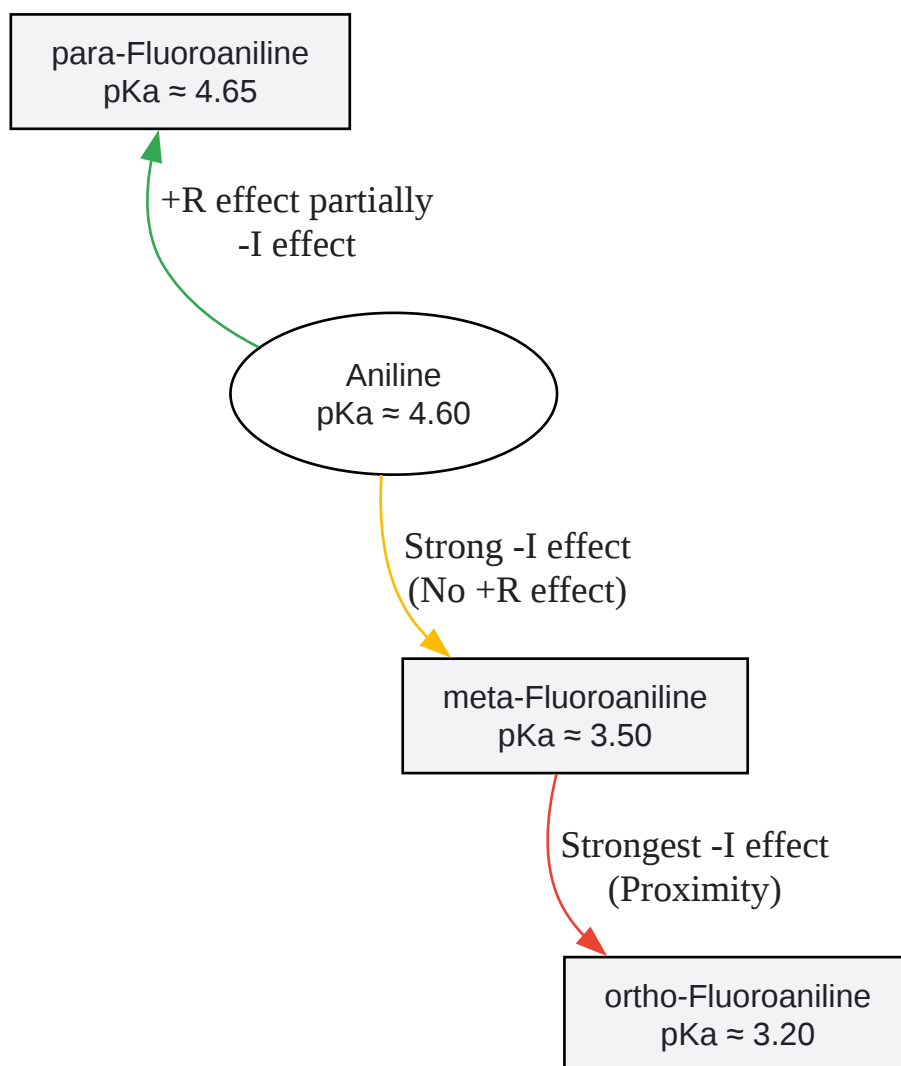 para-Fluoroaniline
pKa ≈ 4.65
+R effect partially
-I effect
Aniline
pKa ≈ 4.60
Strong -I effect
(No +R effect)
meta-Fluoroaniline
pKa ≈ 3.50
Strongest -I effect
(Proximity)
ortho-Fluoroaniline
pKa ≈ 3.20